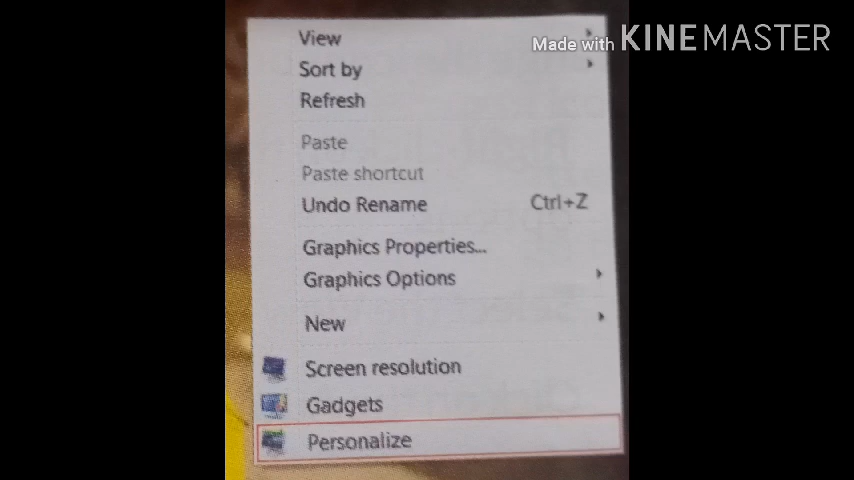 View
Made with KINEMASTER
Sort by
Refresh
Paste
Paste shortcut
Undo Rename Ctrl+Z
Graphics Properties...
Graphics Options
New
Screen resolution
Gadgets
Personalize